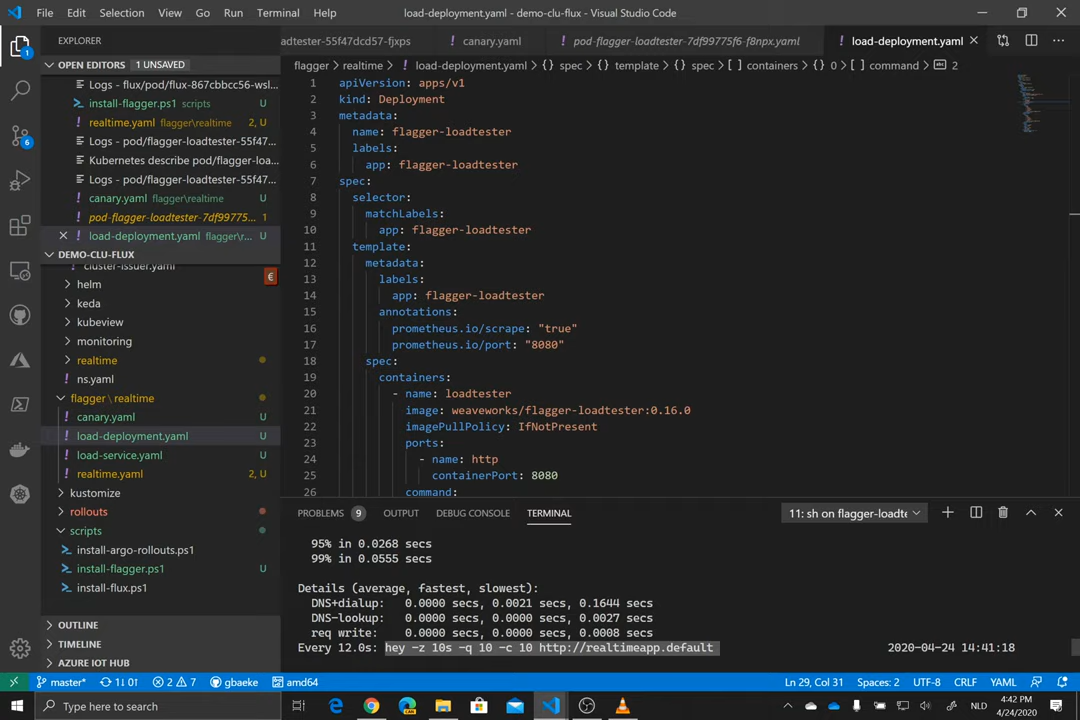 File Edit Selection View Go Run Terminal Help load-deployment.yaml - demo-clu-flux - Visual Studio Code
EXPLORER
adtester-55f47dcd57-fjxps ! canary.yaml ! pod-flagger-loadtester-7df99775f6-f8npx.yaml ! load-deployment.yaml
OPEN EDITORS 1 UNSAVED
flagger > realtime > ! load-deployment.yaml > {} spec > {} template > {} spec > [ ] containers > {} 0 > [ ] command > 2
Logs - flux/pod/flux-867cbbcc56-wsl...
install-flagger.ps1 scripts U
! realtime.yaml flagger\realtime 2, U
Logs - pod/flagger-loadtester-55f47...
Kubernetes describe pod/flagger-loa...
Logs - pod/flagger-loadtester-55f47...
! canary.yaml flagger\realtime U
! pod-flagger-loadtester-7df99775... 1
! load-deployment.yaml flagger\r... U
DEMO-CLU-FLUX
cluster-issuer.yaml
helm
keda
kubeview
monitoring
realtime
ns.yaml
flagger \ realtime
! canary.yaml U
! load-deployment.yaml U
! load-service.yaml U
! realtime.yaml 2, U
kustomize
rollouts
scripts
install-argo-rollouts.ps1
install-flagger.ps1 U
install-flux.ps1
OUTLINE
TIMELINE
AZURE IOT HUB
1 apiVersion: apps/v1
2 kind: Deployment
3 metadata:
4 name: flagger-loadtester
5 labels:
6 app: flagger-loadtester
7 spec:
8 selector:
9 matchLabels:
10 app: flagger-loadtester
11 template:
12 metadata:
13 labels:
14 app: flagger-loadtester
15 annotations:
16 prometheus.io/scrape: "true"
17 prometheus.io/port: "8080"
18 spec:
19 containers:
20 - name: loadtester
21 image: weaveworks/flagger-loadtester:0.16.0
22 imagePullPolicy: IfNotPresent
23 ports:
24 - name: http
25 containerPort: 8080
26 command:
PROBLEMS 9 OUTPUT DEBUG CONSOLE TERMINAL 11: sh on flagger-loadte
95% in 0.0268 secs
99% in 0.0555 secs
Details (average, fastest, slowest):
DNS+dialup: 0.0000 secs, 0.0021 secs, 0.1644 secs
DNS-lookup: 0.0000 secs, 0.0000 secs, 0.0027 secs
req write: 0.0000 secs, 0.0000 secs, 0.0008 secs
Every 12.0s: hey -z 10s -q 10 -c 10 http://realtimeapp.default 2020-04-24 14:41:18
master* 1↓ 0↑ 2 7 gbaeke amd64 Ln 29, Col 31 Spaces: 2 UTF-8 CRLF YAML
Type here to search NLD 4:42 PM
4/24/2020